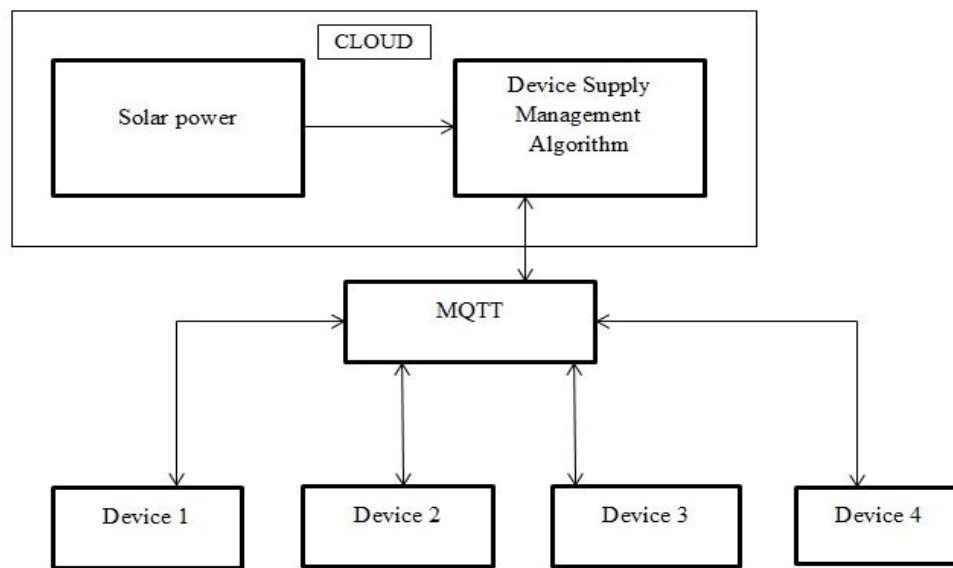 CLOUD
Solar power
Device Supply
Management
Algorithm
MQTT
Device 1
Device 2
Device 3
Device 4